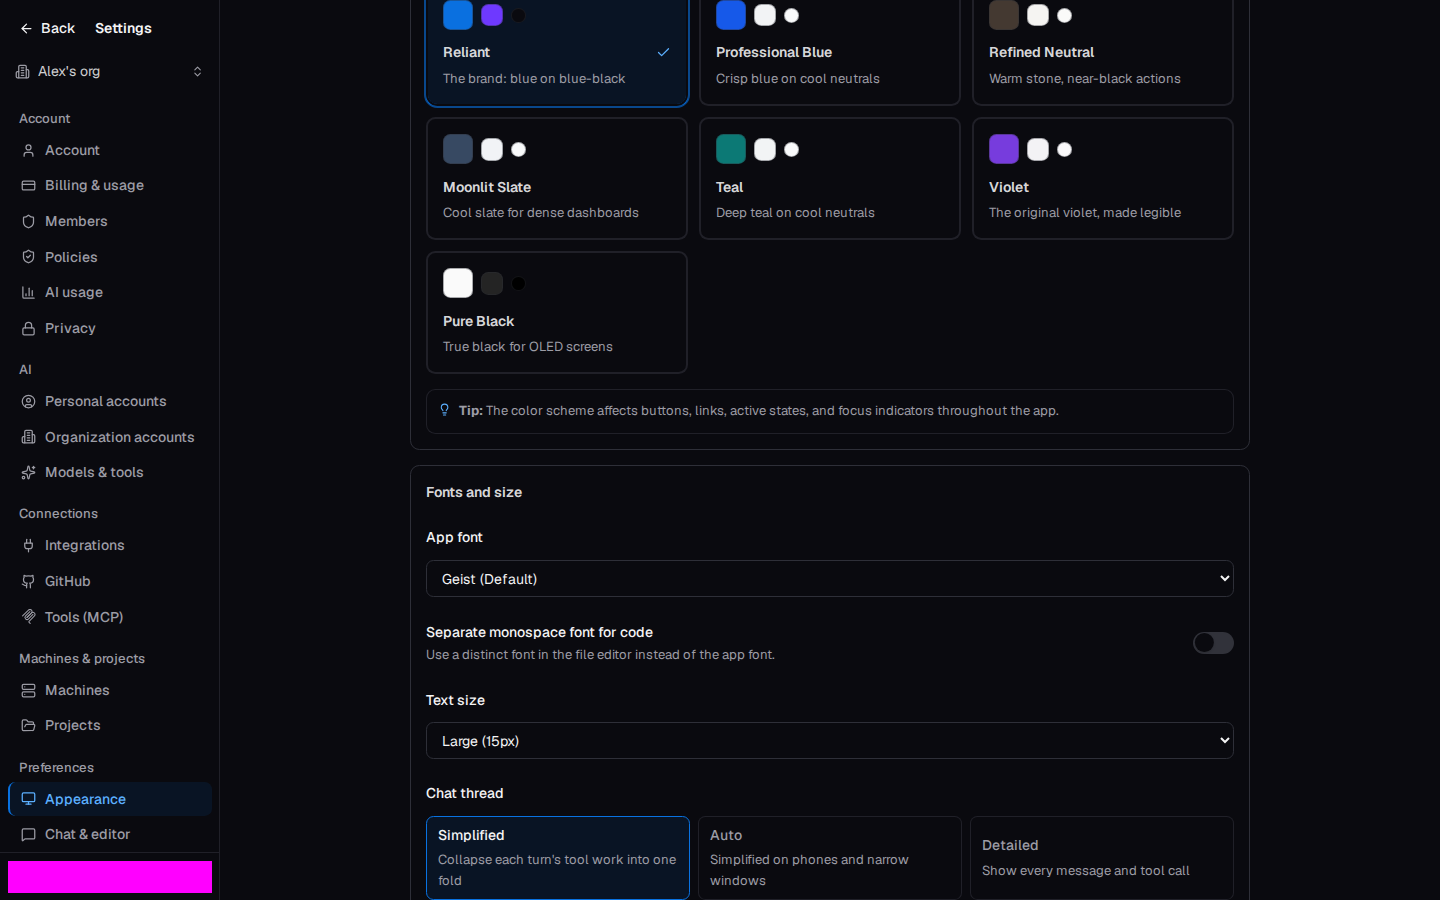 Back Settings
Alex's org
Account
Account
Billing & usage
Members
Policies
AI usage
Privacy
AI
Personal accounts
Organization accounts
Models & tools
Connections
Integrations
GitHub
Tools (MCP)
Machines & projects
Machines
Projects
Preferences
Appearance
Chat & editor
Reliant
The brand: blue on blue-black
Professional Blue
Crisp blue on cool neutrals
Refined Neutral
Warm stone, near-black actions
Moonlit Slate
Cool slate for dense dashboards
Teal
Deep teal on cool neutrals
Violet
The original violet, made legible
Pure Black
True black for OLED screens
Tip: The color scheme affects buttons, links, active states, and focus indicators throughout the app.
Fonts and size
App font
Geist (Default)
Separate monospace font for code
Use a distinct font in the file editor instead of the app font.
Text size
Large (15px)
Chat thread
Simplified
Collapse each turn's tool work into one
fold
Auto
Simplified on phones and narrow
windows
Detailed
Show every message and tool call